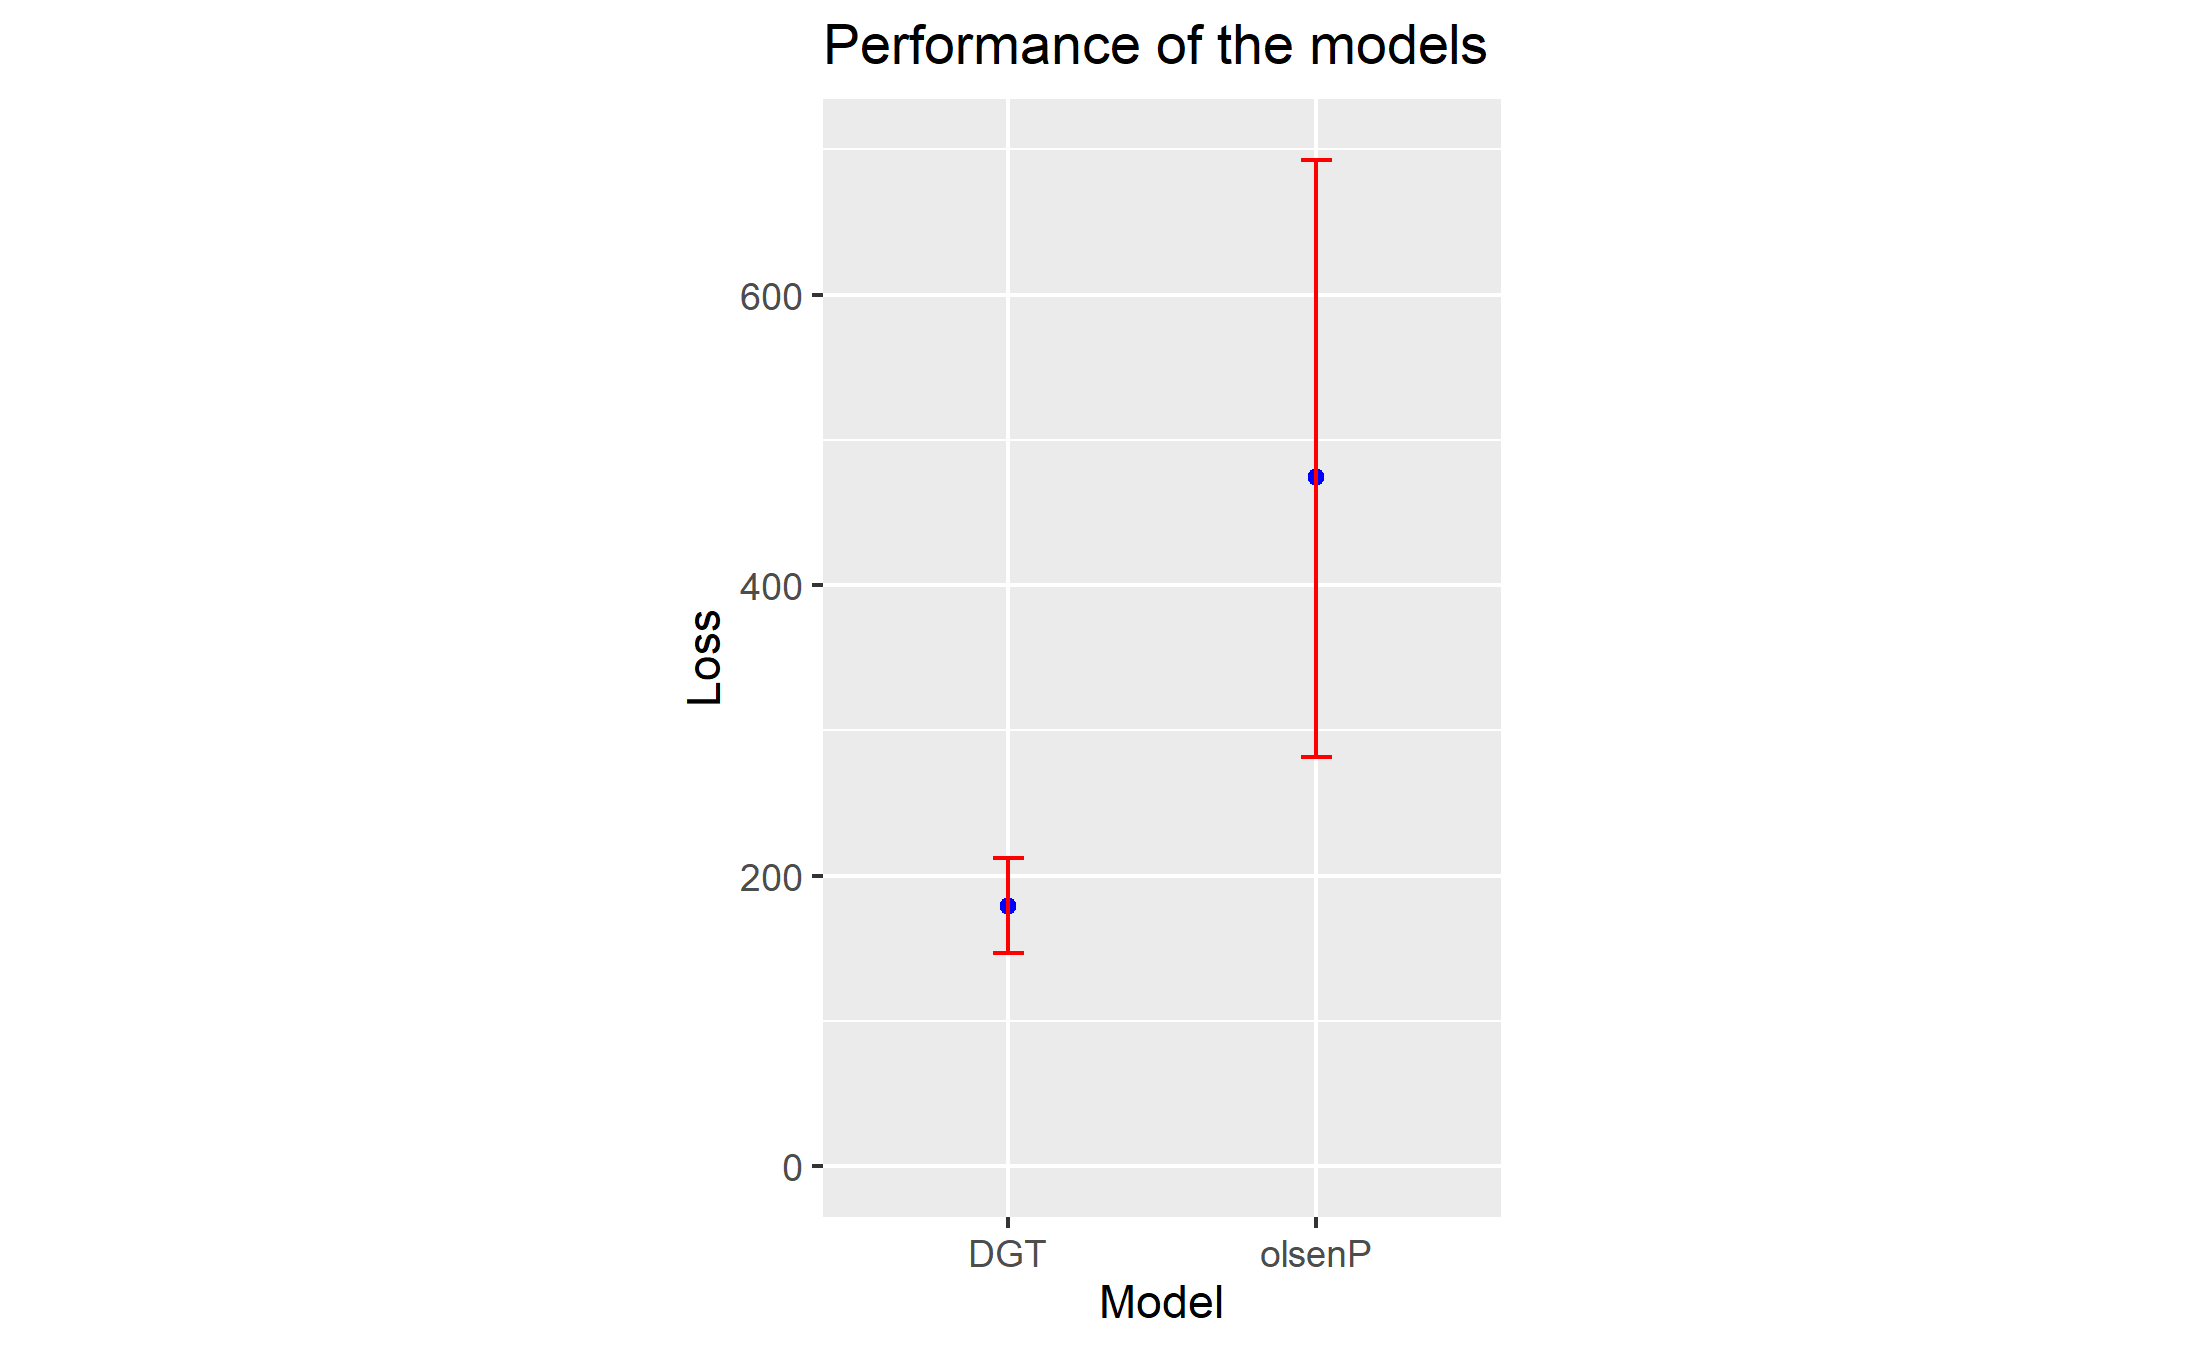 Performance of the models
600
400
200
0
Loss
DGT olsenP
Model